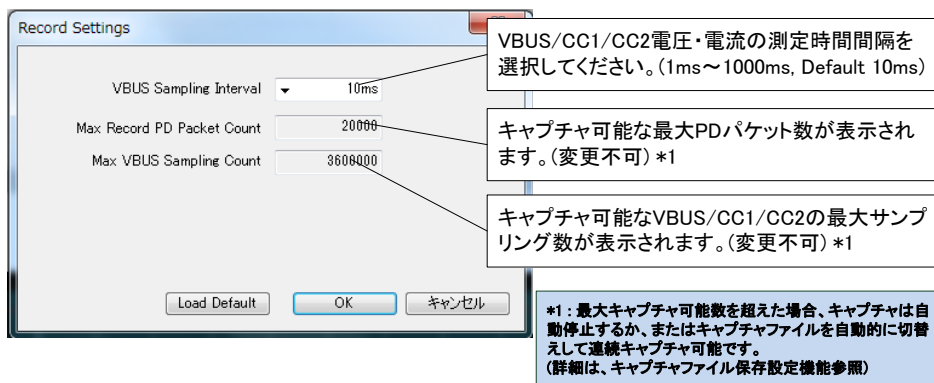 Record Settings
VBUS Sampling Interval 10ms
Max Record PD Packet Count 20000
Max VBUS Sampling Count 3600000
Load Default OK キャンセル
VBUS/CC1/CC2電圧・電流の測定時間間隔を
選択してください。(1ms～1000ms, Default 10ms)
キャプチャ可能な最大PDパケット数が表示され
ます。(変更不可) *1
キャプチャ可能なVBUS/CC1/CC2の最大サンプ
リング数が表示されます。(変更不可) *1
*1 : 最大キャプチャ可能数を超えた場合、キャプチャは自
動停止するか、またはキャプチャファイルを自動的に切替
えして連続キャプチャ可能です。
(詳細は、キャプチャファイル保存設定機能参照)